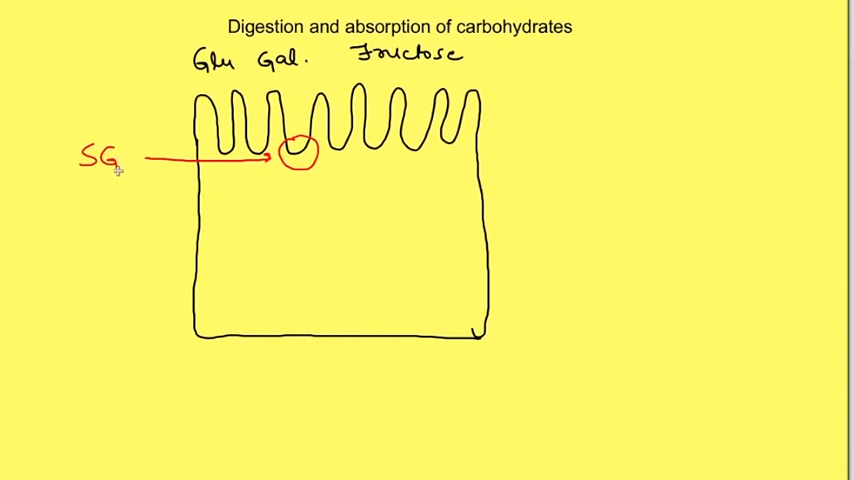 Digestion and absorption of carbohydrates
Glu Gal. Fructose
SG